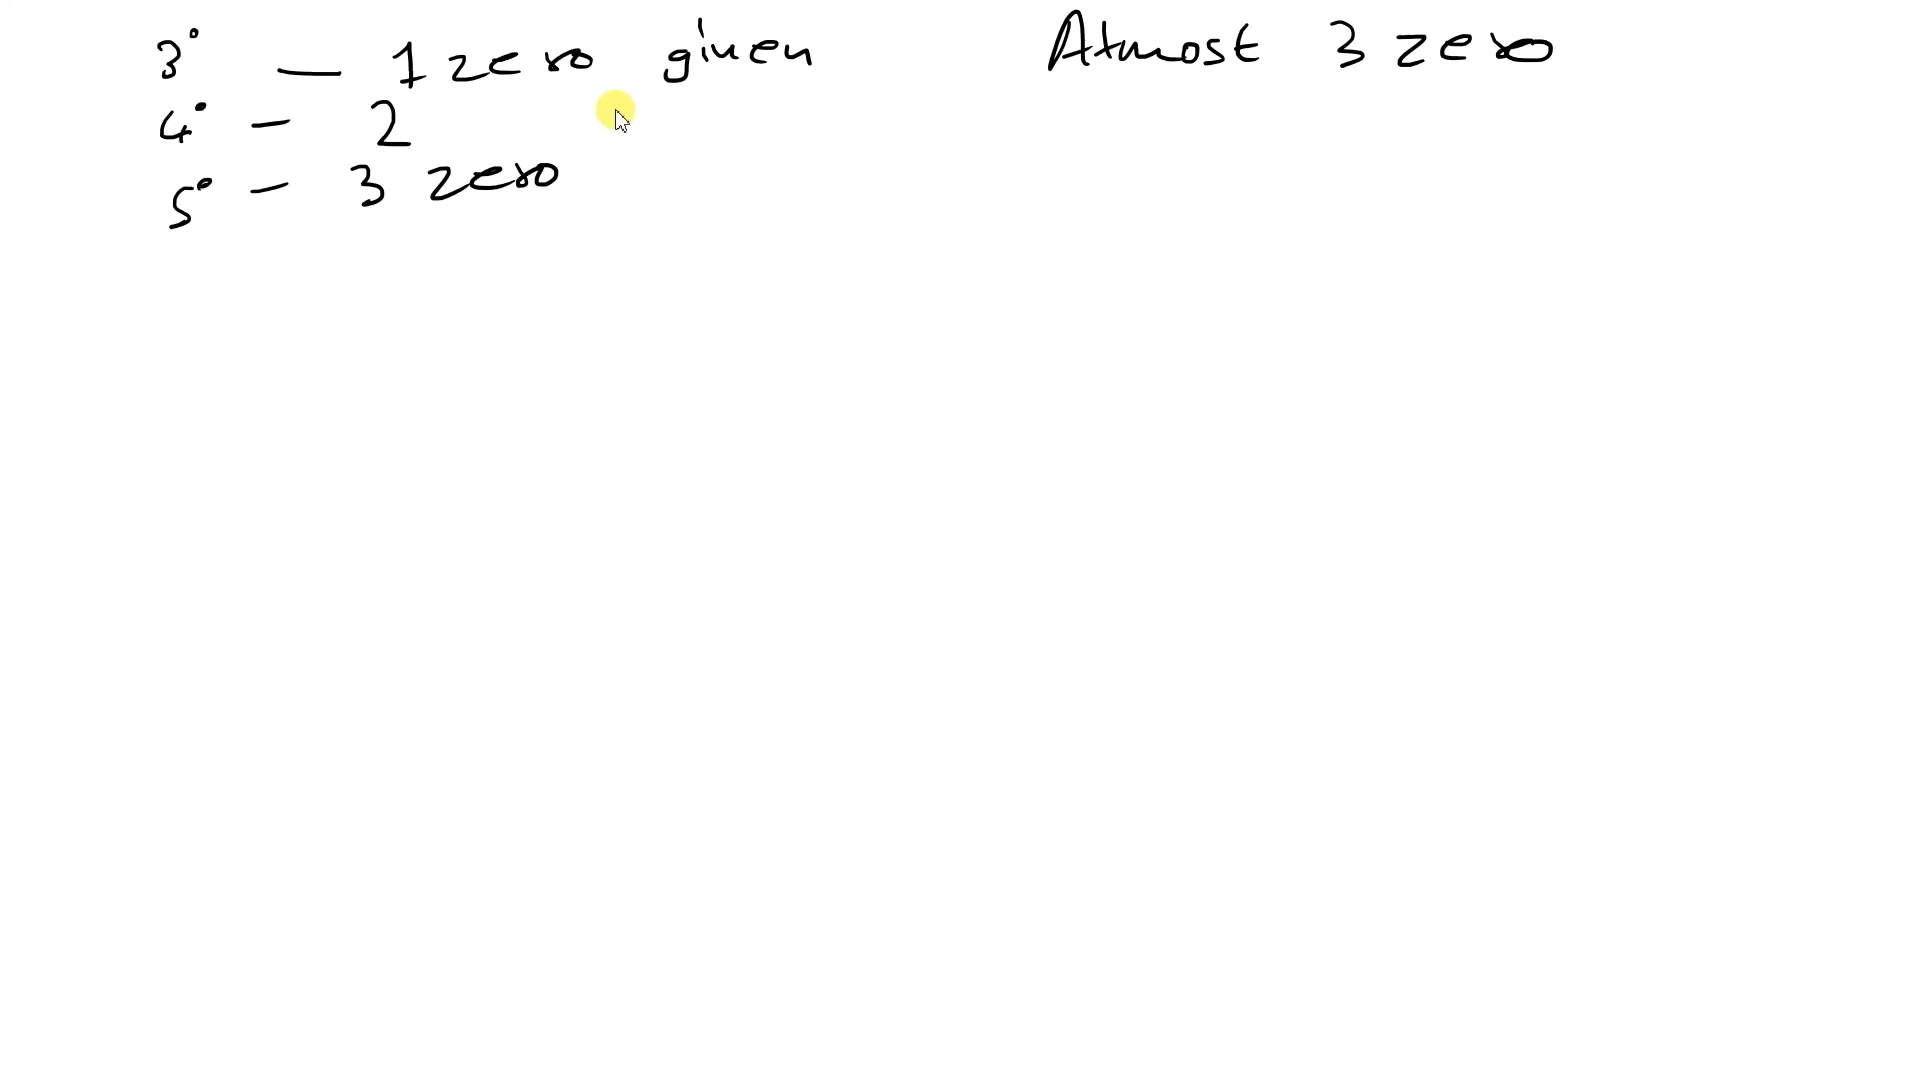 3° — 1 zero given
Atmost 3 zero
4° - 2
5° - 3 zero